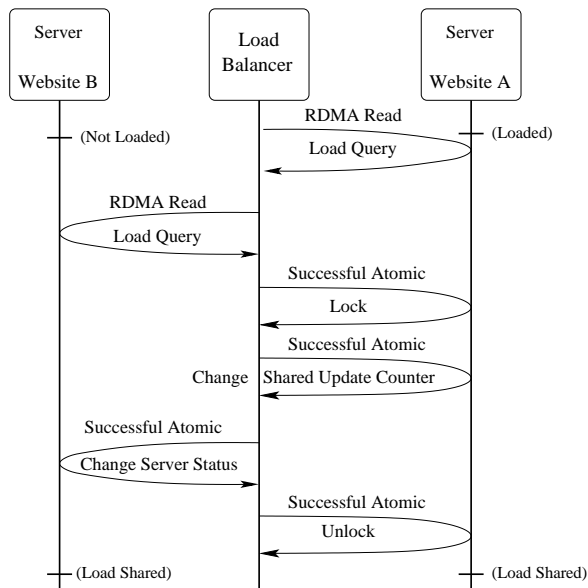 Server
Website B
Load
Balancer
Server
Website A
RDMA Read
(Not Loaded)
(Loaded)
Load Query
RDMA Read
Load Query
Successful Atomic
Lock
Successful Atomic
Change Shared Update Counter
Successful Atomic
Change Server Status
Successful Atomic
Unlock
(Load Shared)
(Load Shared)